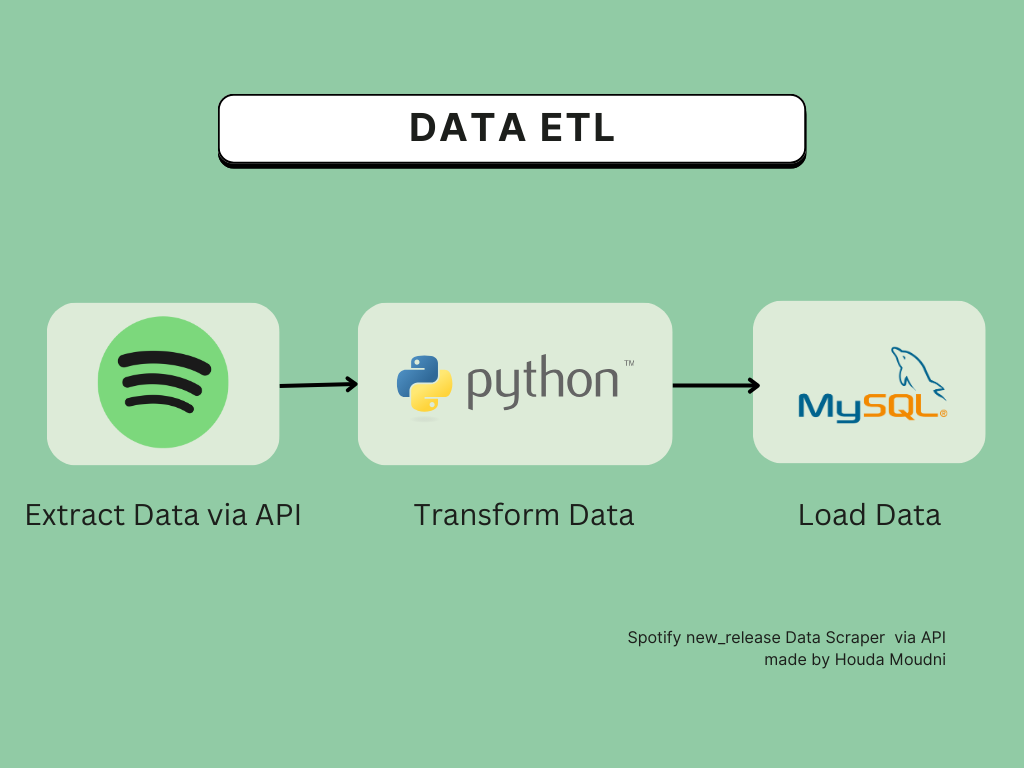 DATA ETL
python™
MySQL®
Extract Data via API
Transform Data
Load Data
Spotify new_release Data Scraper  via API
made by Houda Moudni